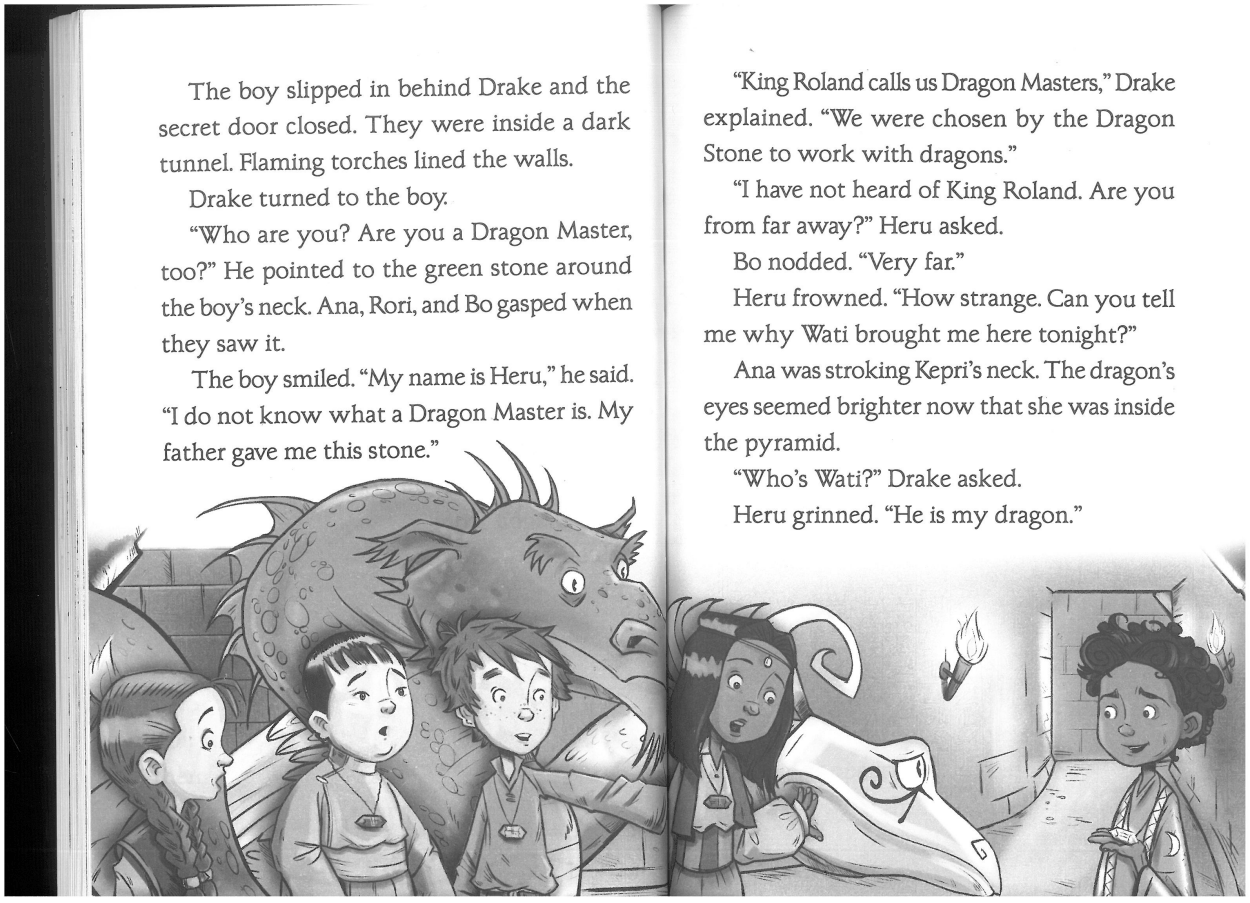 The boy slipped in behind Drake and the
secret door closed. They were inside a dark
tunnel. Flaming torches lined the walls.
Drake turned to the boy.
“Who are you? Are you a Dragon Master,
too?” He pointed to the green stone around
the boy’s neck. Ana, Rori, and Bo gasped when
they saw it.
The boy smiled. “My name is Heru,” he said.
“I do not know what a Dragon Master is. My
father gave me this stone.”
“King Roland calls us Dragon Masters,” Drake
explained. “We were chosen by the Dragon
Stone to work with dragons.”
“I have not heard of King Roland. Are you
from far away?” Heru asked.
Bo nodded. “Very far.”
Heru frowned. “How strange. Can you tell
me why Wati brought me here tonight?”
Ana was stroking Kepri’s neck. The dragon’s
eyes seemed brighter now that she was inside
the pyramid.
“Who’s Wati?” Drake asked.
Heru grinned. “He is my dragon.”